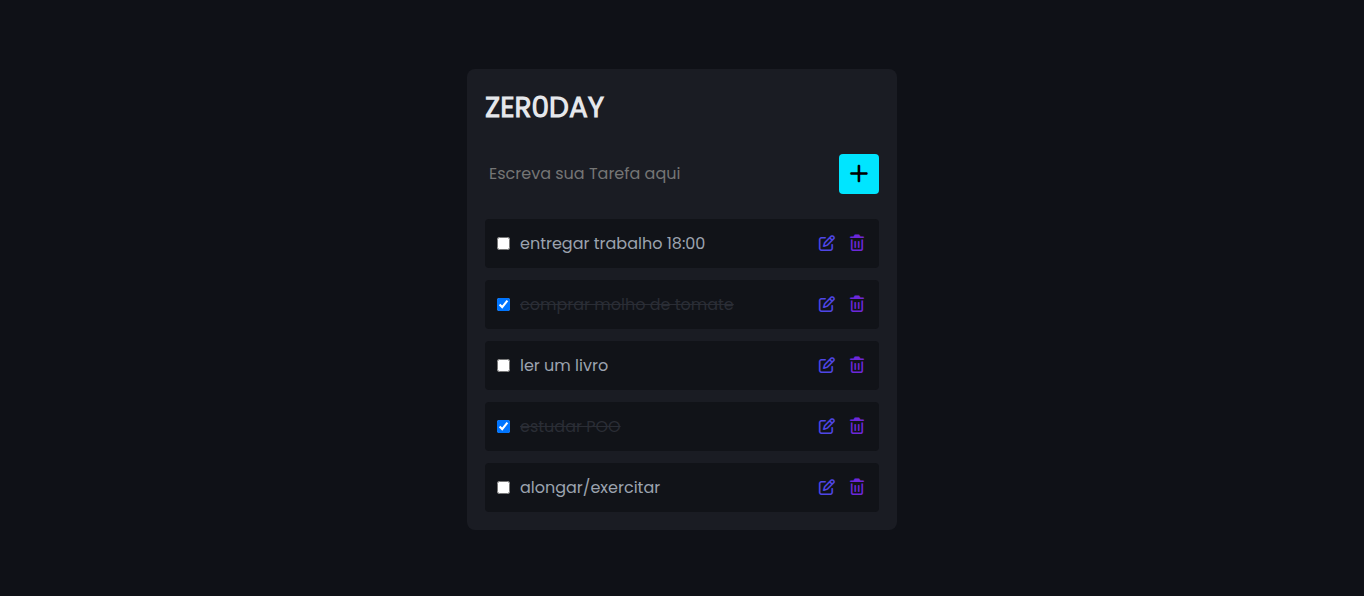 ZER0DAY
Escreva sua Tarefa aqui
entregar trabalho 18:00
comprar molho de tomate
ler um livro
estudar POO
alongar/exercitar